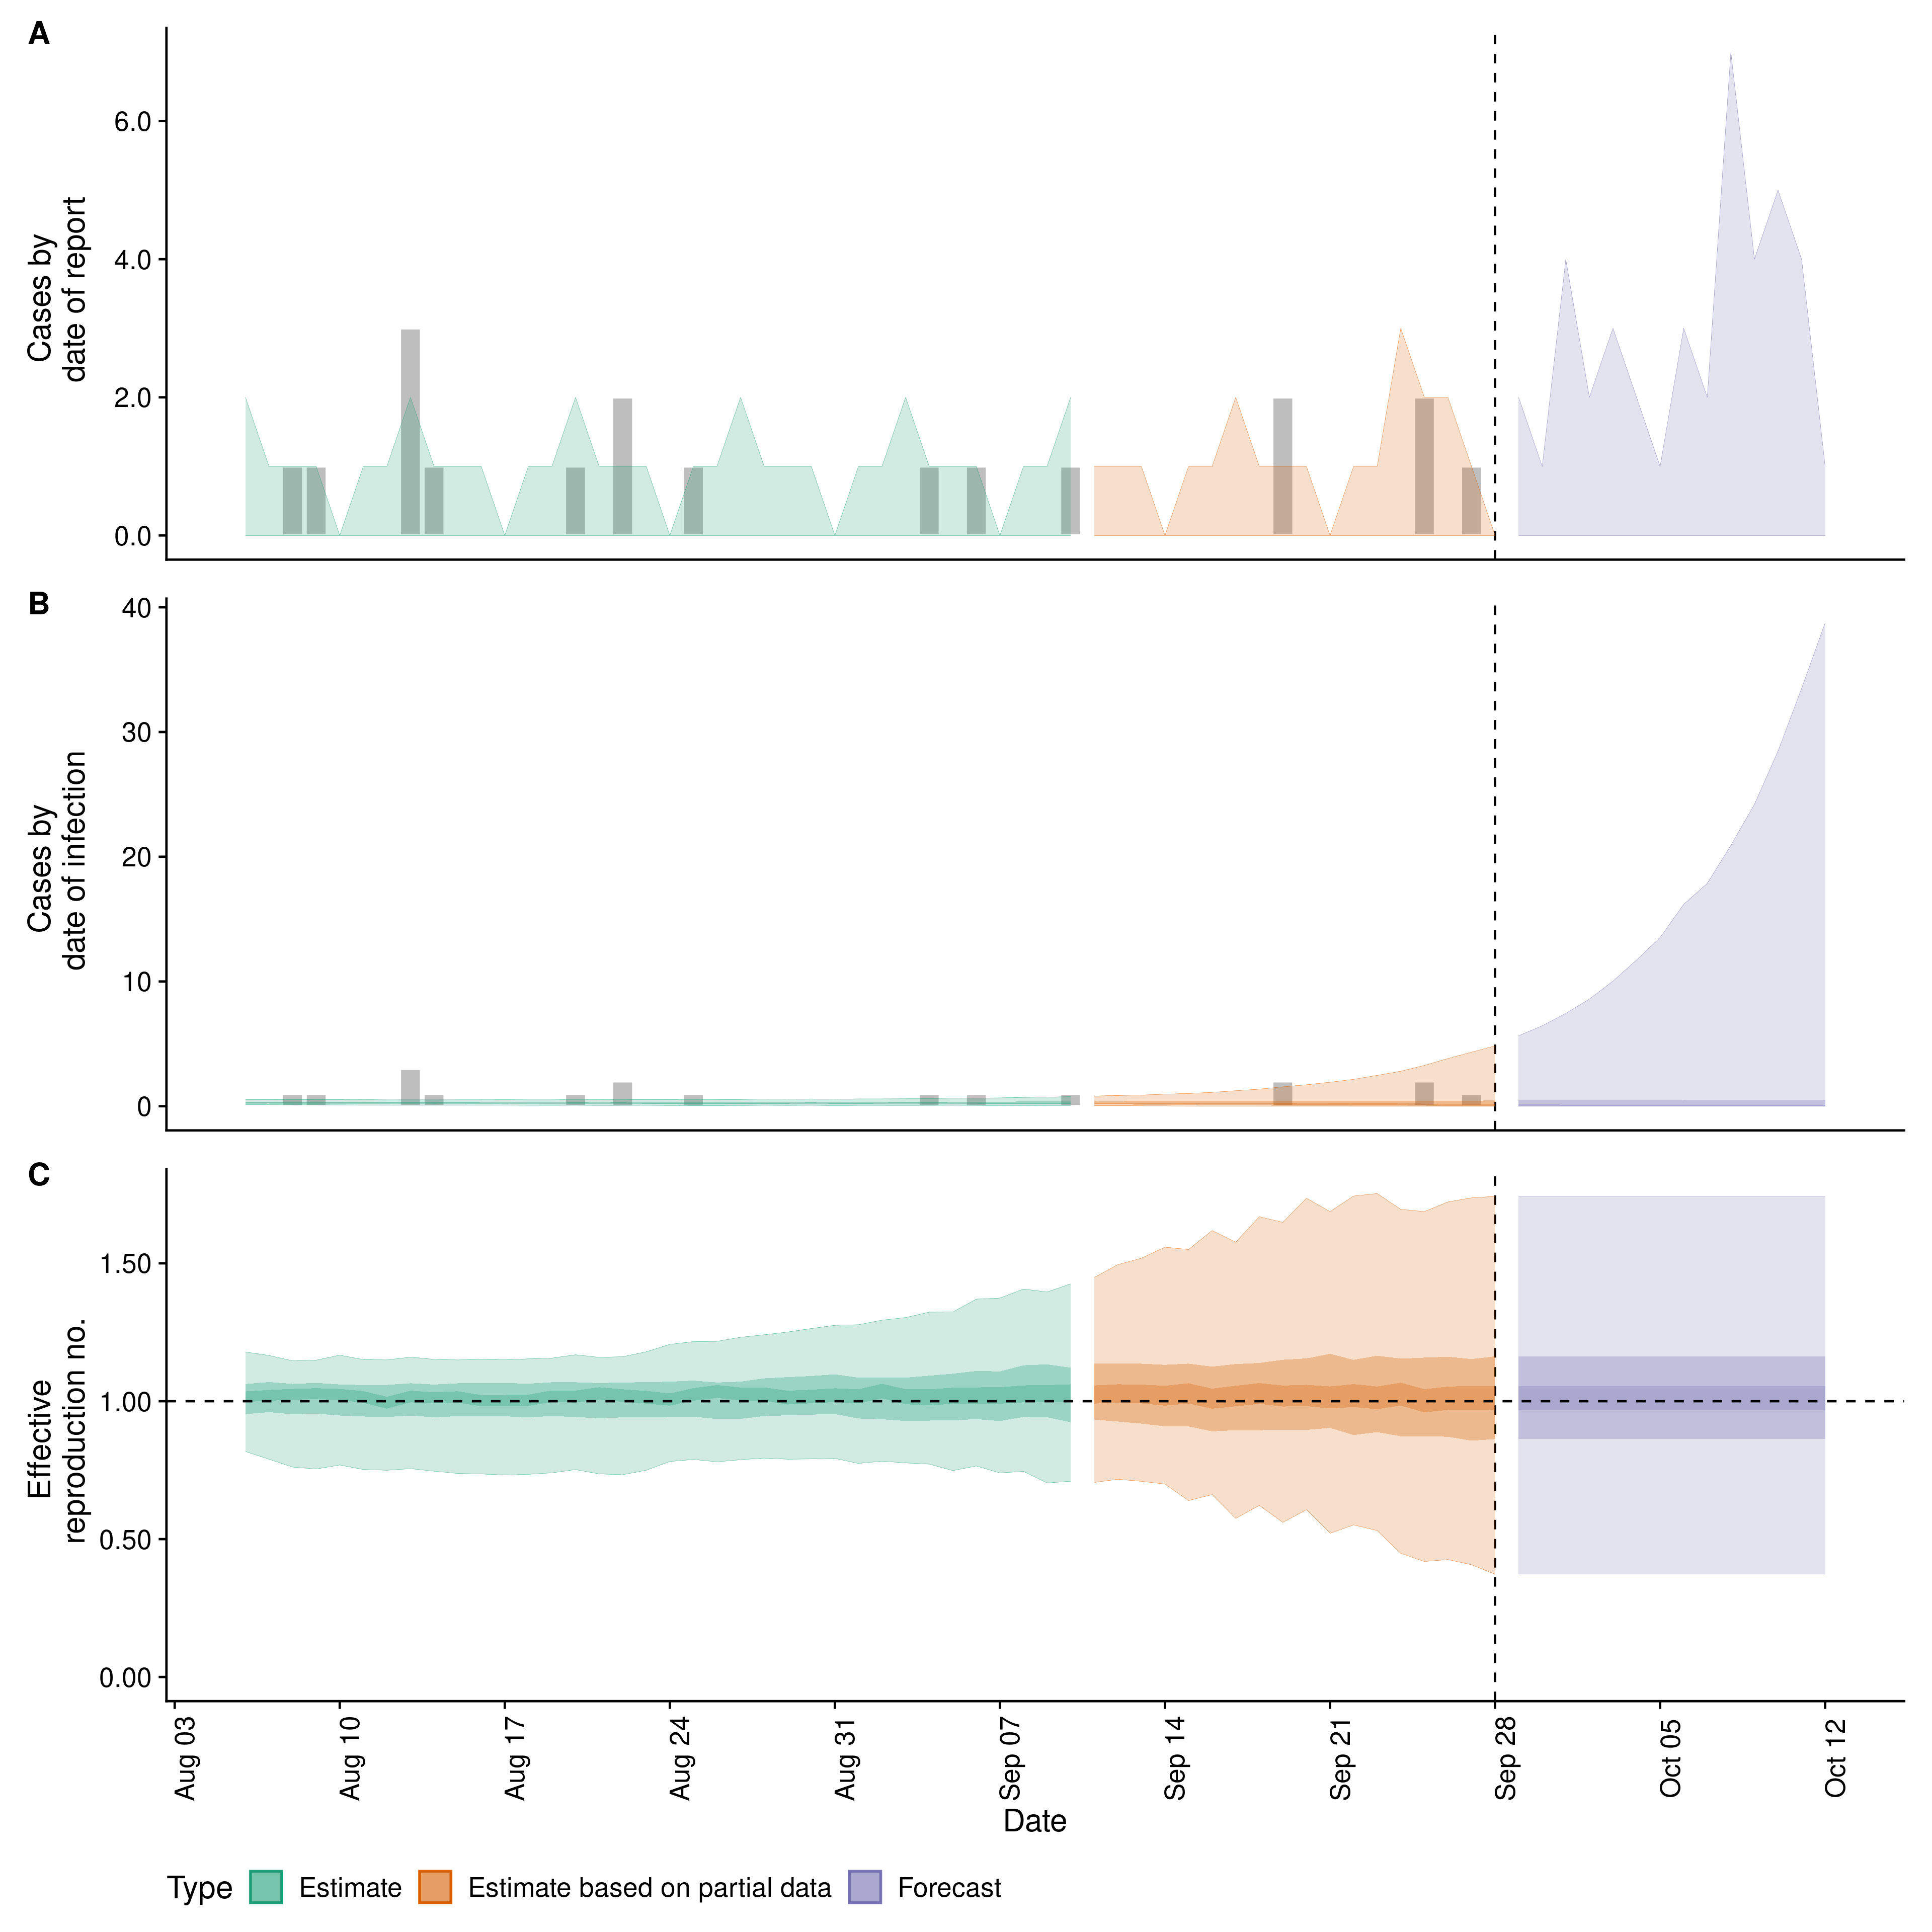 A
Cases by
date of report
6.0
4.0
2.0
0.0
B
Cases by
date of infection
40
30
20
10
0
C
Effective
reproduction no.
1.50
1.00
0.50
0.00
Aug 03
Aug 10
Aug 17
Aug 24
Aug 31
Sep 07
Sep 14
Sep 21
Sep 28
Oct 05
Oct 12
Date
Type Estimate Estimate based on partial data Forecast